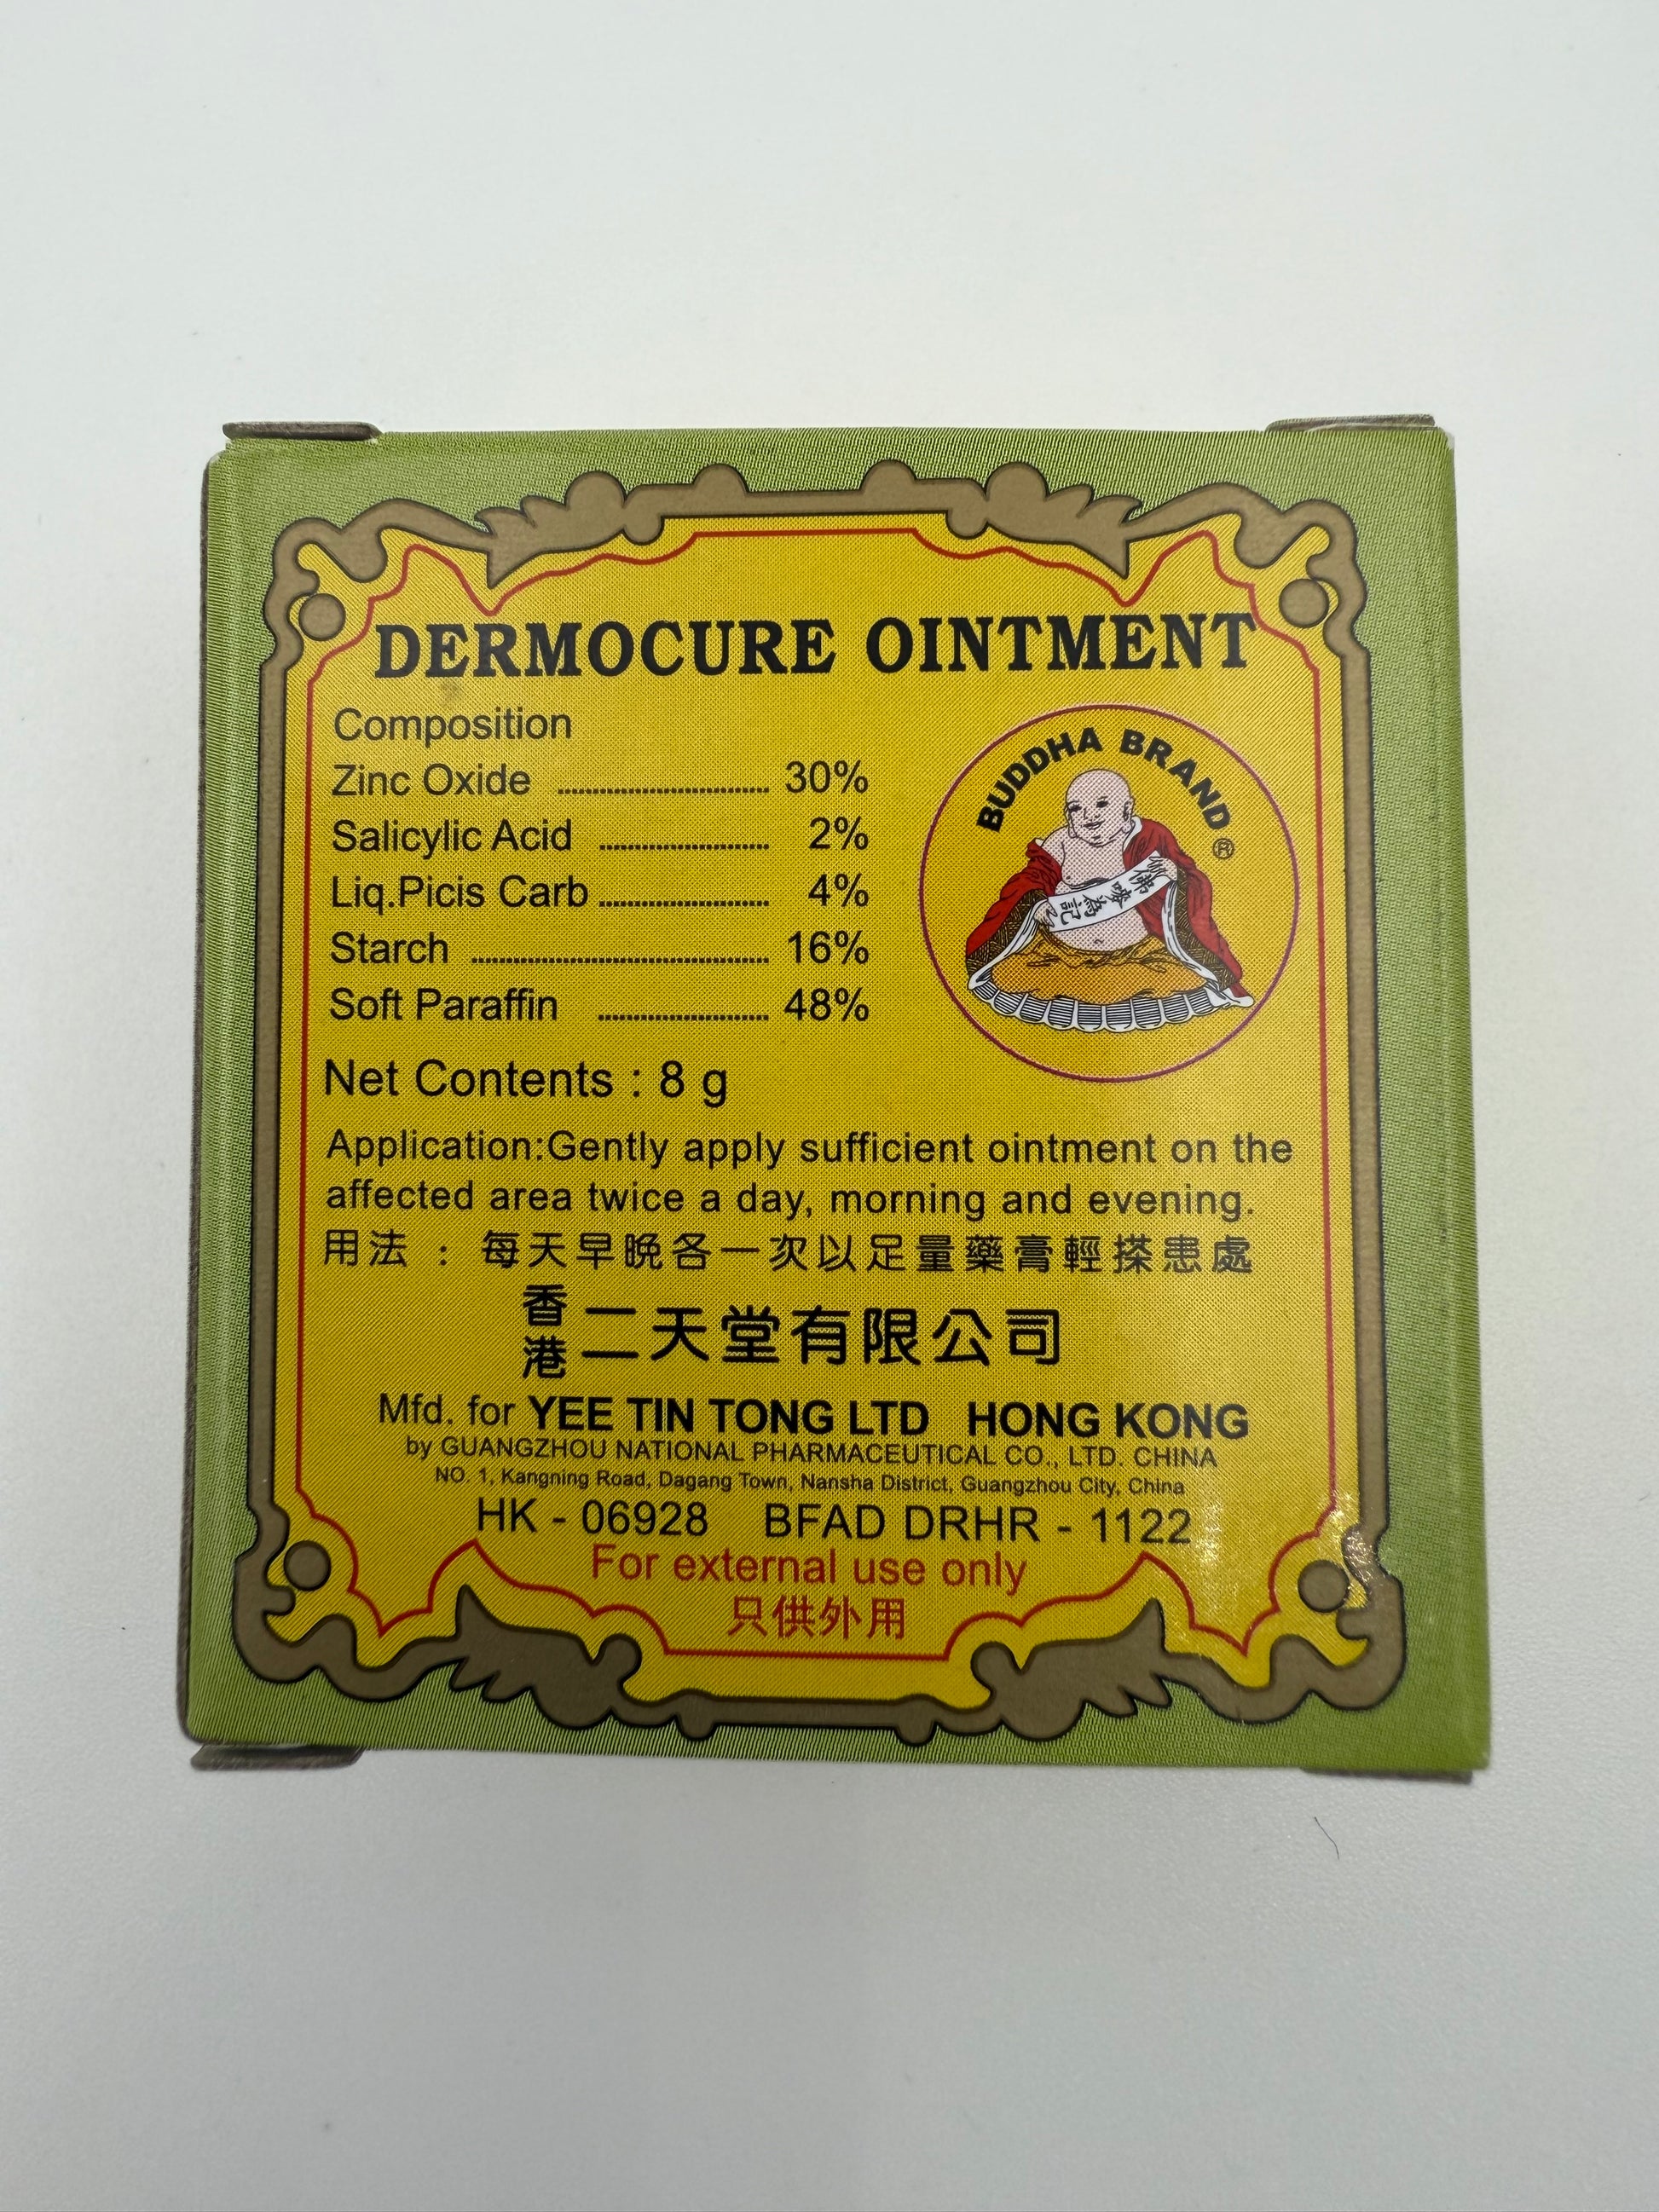 DERMOCURE OINTMENT
Composition
Zinc Oxide ........................ 30%
Salicylic Acid ........................ 2%
Liq.Picis Carb ........................ 4%
Starch ........................ 16%
Soft Paraffin ........................ 48%
BUDDHA BRAND ®
佛嘜為記
Net Contents : 8 g
Application:Gently apply sufficient ointment on the
affected area twice a day, morning and evening.
用法 : 每天早晚各一次以足量藥膏輕搽患處
香港二天堂有限公司
Mfd. for YEE TIN TONG LTD HONG KONG
by GUANGZHOU NATIONAL PHARMACEUTICAL CO., LTD. CHINA
NO. 1, Kangning Road, Dagang Town, Nansha District, Guangzhou City, China
HK - 06928 BFAD DRHR - 1122
For external use only
只供外用